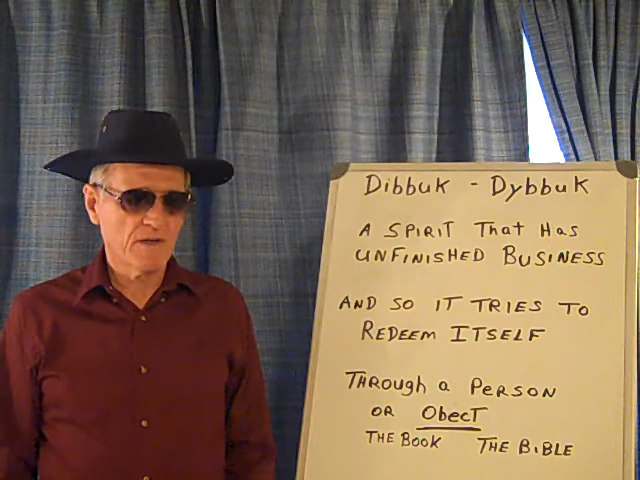 Dibbuk - Dybbuk
A SPIRIT That Has
UNFINISHED BUSINESS
AND SO IT TRIES TO
REDEEM ITSELF
THROUgh a PERSON
OR ObecT
THE BOOK THE BIBLE